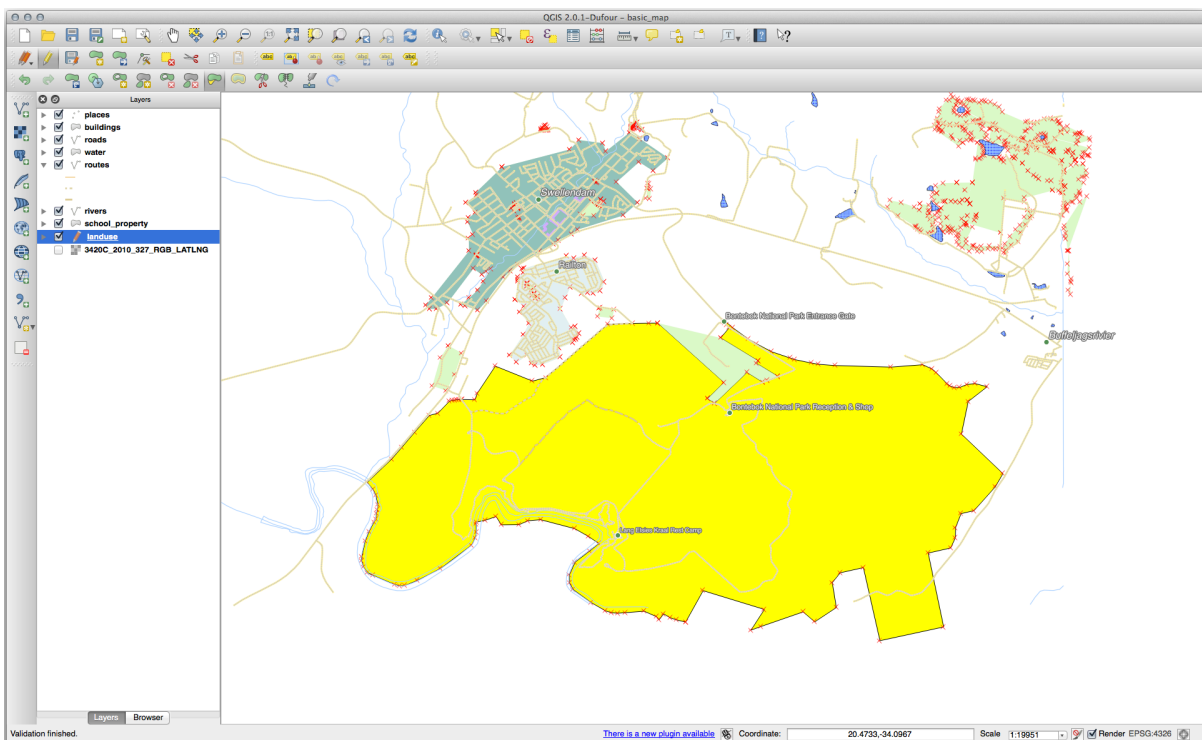 QGIS 2.0.1-Dufour - basic_map
Layers
places
buildings
roads
water
routes
rivers
school_property
landuse
3420C_2010_327_RGB_LATLNG
Swellendam
Railton
Bontebok National Park Entrance Gate
Buffeljagsrivier
Bontebok National Park Reception & Shop
Lang Elsies Kraal Rest Camp
Layers
Browser
Validation finished.
There is a new plugin available
Coordinate:
20.4733,-34.0967
Scale
1:19951
Render
EPSG:4326